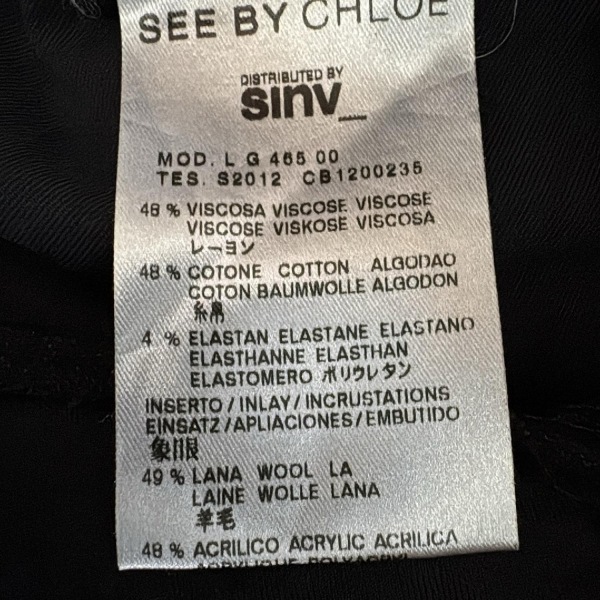 SEE BY CHLOE
DISTRIBUTED BY
sinv_
MOD. L G 465 00
TES. S2012 CB1200235
48 % VISCOSA VISCOSE VISCOSE
VISCOSE VISKOSE VISCOSA
レーヨン
48 % COTONE COTTON ALGODAO
COTON BAUMWOLLE ALGODON
糸帛
4 % ELASTAN ELASTANE ELASTANO
ELASTHANNE ELASTHAN
ELASTOMERO ポリウレタン
INSERTO/INLAY/INCRUSTATIONS
EINSATZ/APLIACIONES/EMBUTIDO
象眼
49 % LANA WOOL LA
LAINE WOLLE LANA
羊毛
48 % ACRILICO ACRYLIC ACRILICA